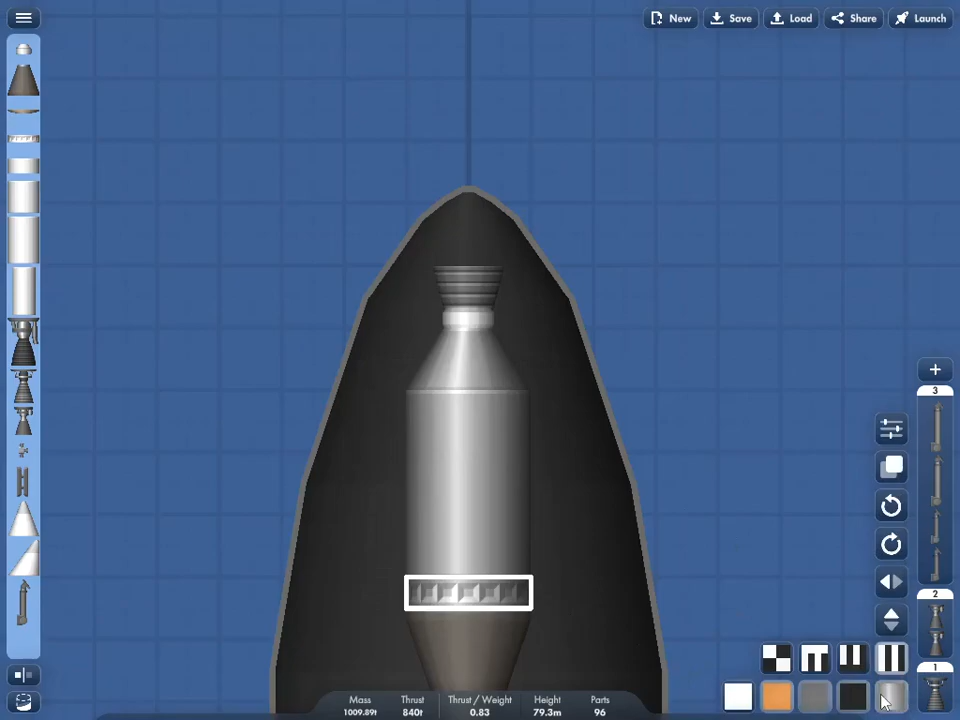 New
Save
Load
Share
Launch
3
2
1
Mass
1009.89t
Thrust
840t
Thrust / Weight
0.83
Height
79.3m
Parts
96